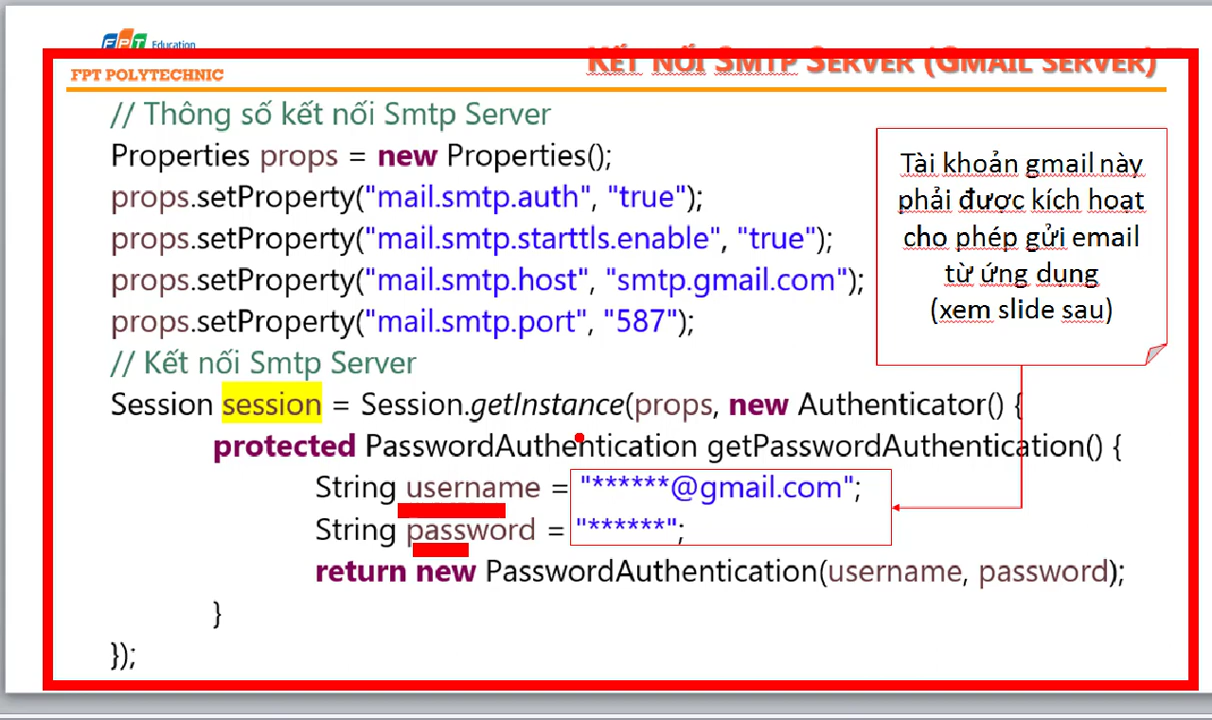 FPT Education
FPT POLYTECHNIC
KẾT NỐI SMTP SERVER (GMAIL SERVER)
// Thông số kết nối Smtp Server
Properties props = new Properties();
props.setProperty("mail.smtp.auth", "true");
props.setProperty("mail.smtp.starttls.enable", "true");
props.setProperty("mail.smtp.host", "smtp.gmail.com");
props.setProperty("mail.smtp.port", "587");
Tài khoản gmail này
phải được kích hoạt
cho phép gửi email
từ ứng dụng
(xem slide sau)
// Kết nối Smtp Server
Session session = Session.getInstance(props, new Authenticator() {
protected PasswordAuthentication getPasswordAuthentication() {
String username = "******@gmail.com";
String password = "******";
return new PasswordAuthentication(username, password);
}
});